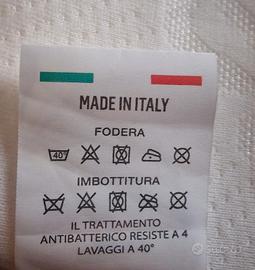 MADE IN ITALY
FODERA
40°
IMBOTTITURA
IL TRATTAMENTO
ANTIBATTERICO RESISTE A 4
LAVAGGI A 40°